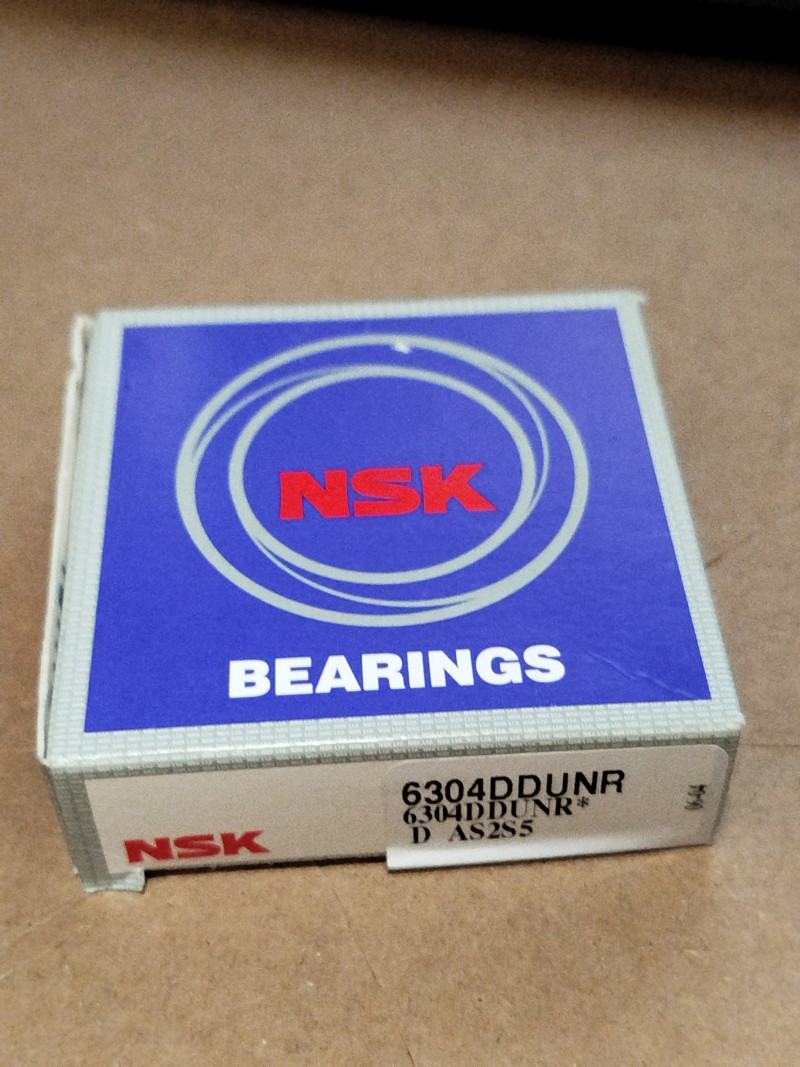 NSK
BEARINGS
NSK
6304DDUNR
6304DDUNR*
D AS2S5